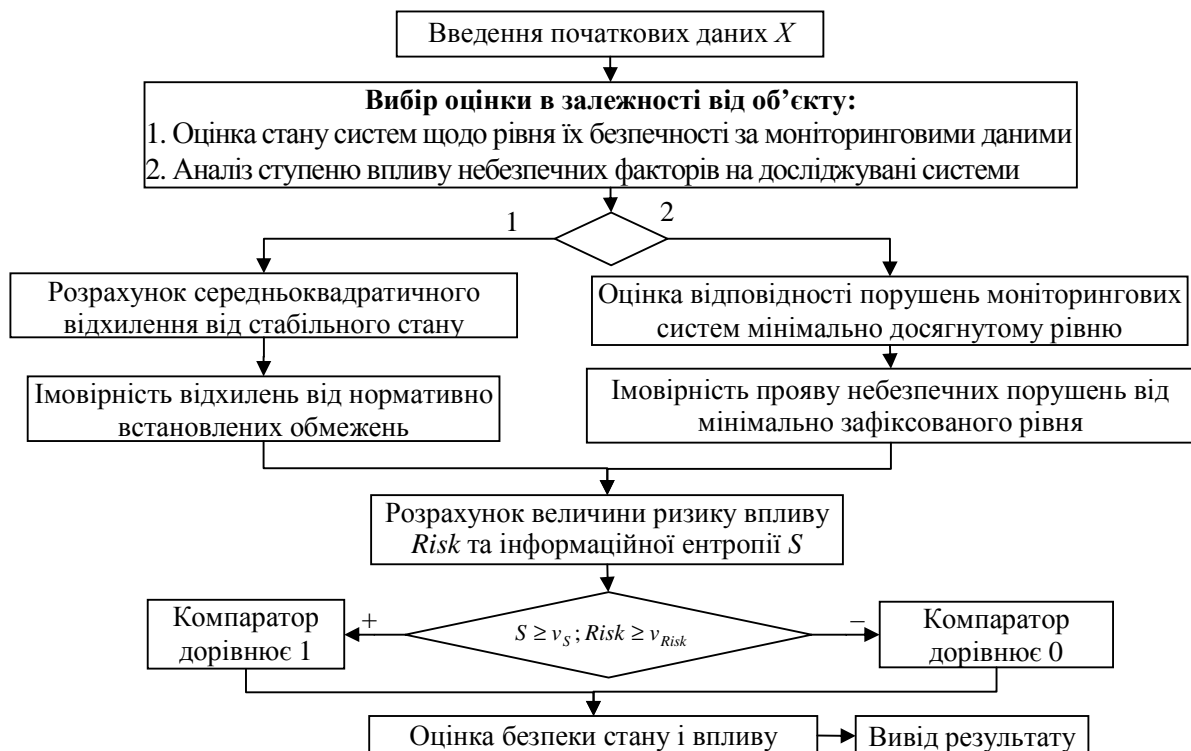 Введення початкових даних X
Вибір оцінки в залежності від об’єкту:
1. Оцінка стану систем щодо рівня їх безпечності за моніторинговими даними
2. Аналіз ступеню впливу небезпечних факторів на досліджувані системи
1
2
Розрахунок середньоквадратичного
відхилення від стабільного стану
Оцінка відповідності порушень моніторингових
систем мінімально досягнутому рівню
Імовірність відхилень від нормативно
встановлених обмежень
Імовірність прояву небезпечних порушень від
мінімально зафіксованого рівня
Розрахунок величини ризику впливу
Risk та інформаційної ентропії S
Компаратор
дорівнює 1
+
S ≥ v_S ; Risk ≥ v_Risk
–
Компаратор
дорівнює 0
Оцінка безпеки стану і впливу
Вивід результату